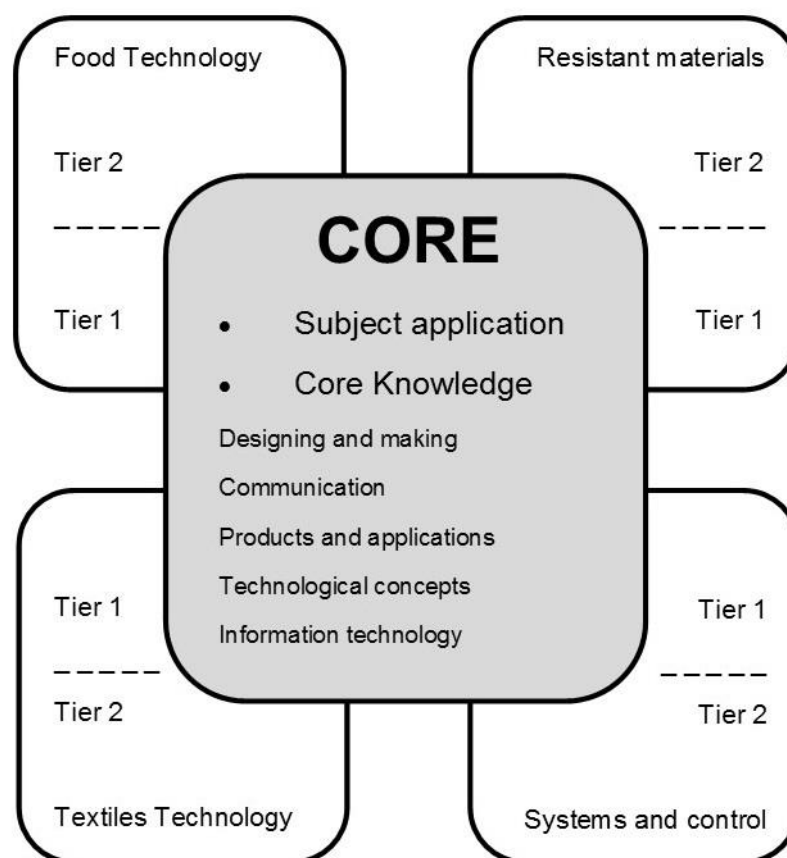 Food Technology
Resistant materials
Tier 2
Tier 2
Tier 1
Tier 1
CORE
• Subject application
• Core Knowledge
Designing and making
Communication
Products and applications
Technological concepts
Information technology
Tier 1
Tier 1
Tier 2
Tier 2
Textiles Technology
Systems and control